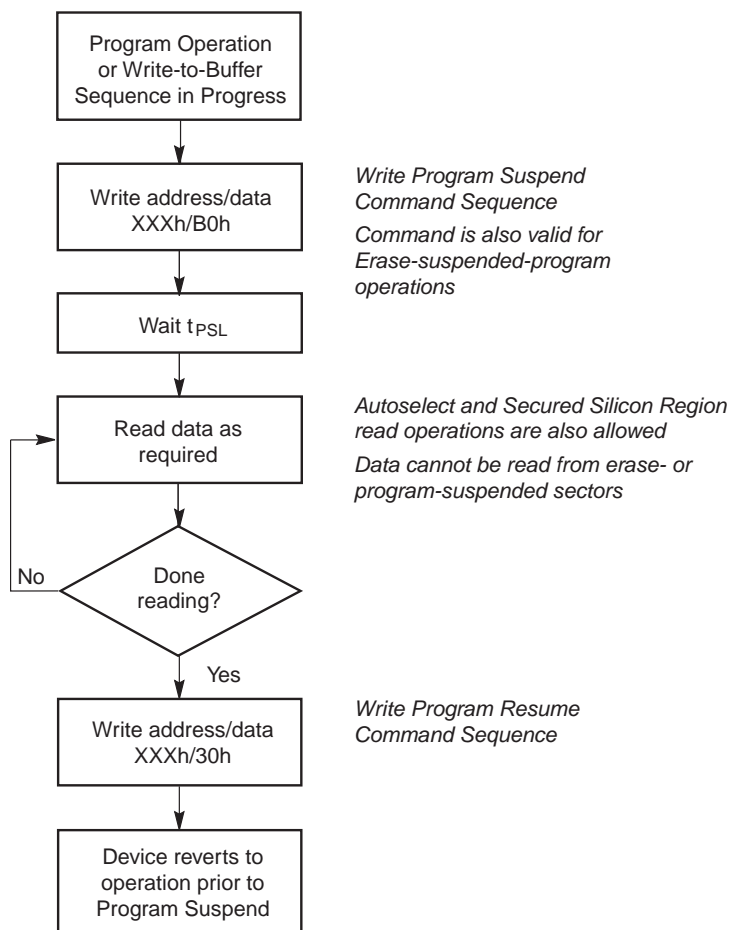 Program Operation
or Write-to-Buffer
Sequence in Progress
Write address/data
XXXh/B0h
Write Program Suspend
Command Sequence
Command is also valid for
Erase-suspended-program
operations
Wait tPSL
Read data as
required
Autoselect and Secured Silicon Region
read operations are also allowed
Data cannot be read from erase- or
program-suspended sectors
No
Done
reading?
Yes
Write address/data
XXXh/30h
Write Program Resume
Command Sequence
Device reverts to
operation prior to
Program Suspend